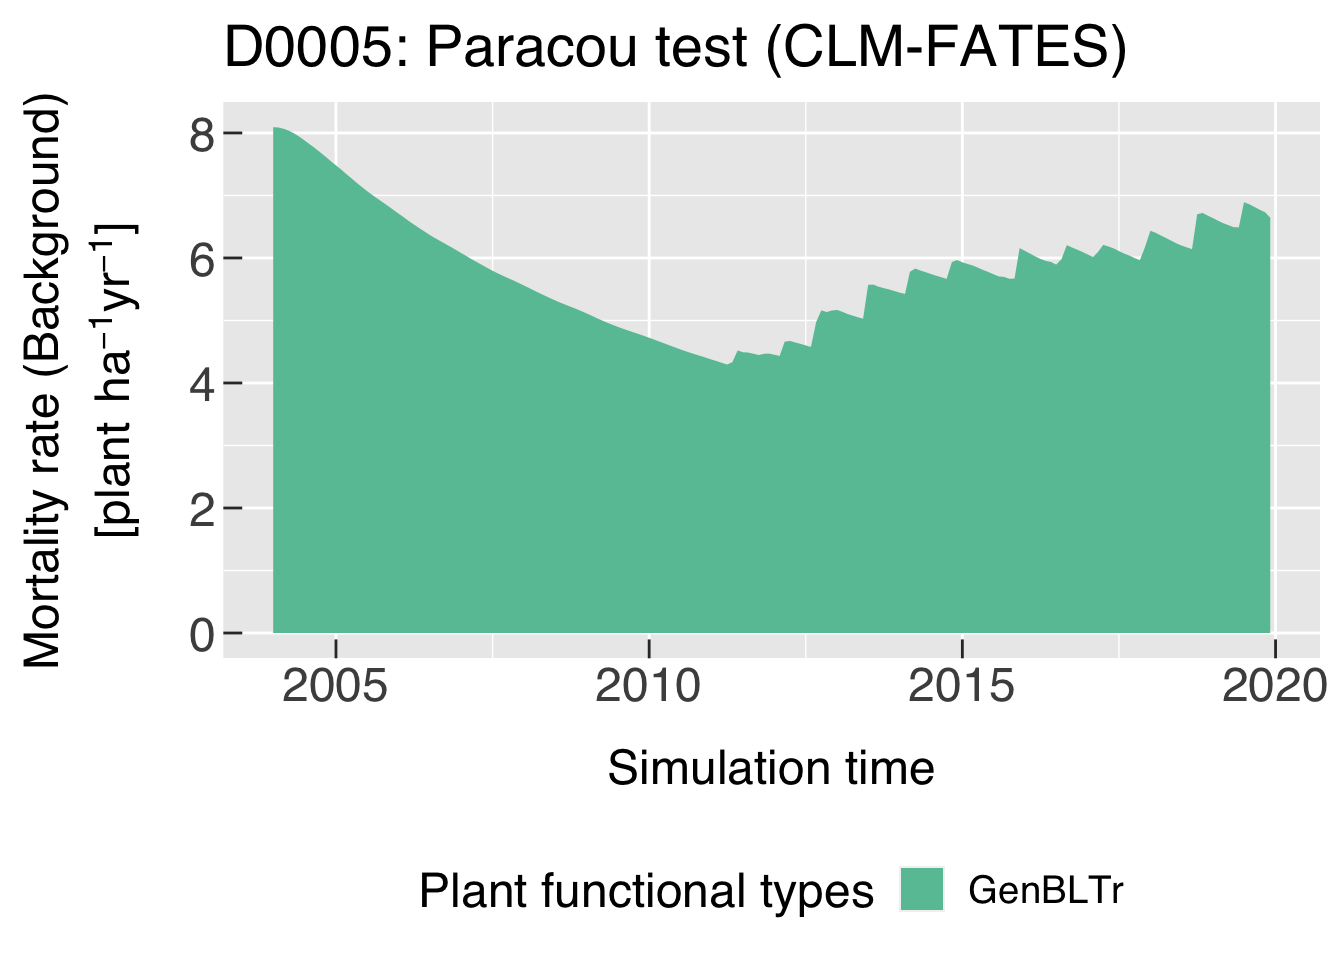 D0005: Paracou test (CLM-FATES)
Mortality rate (Background)
[plant ha⁻¹yr⁻¹]
8
6
4
2
0
2005 2010 2015 2020
Simulation time
Plant functional types GenBLTr